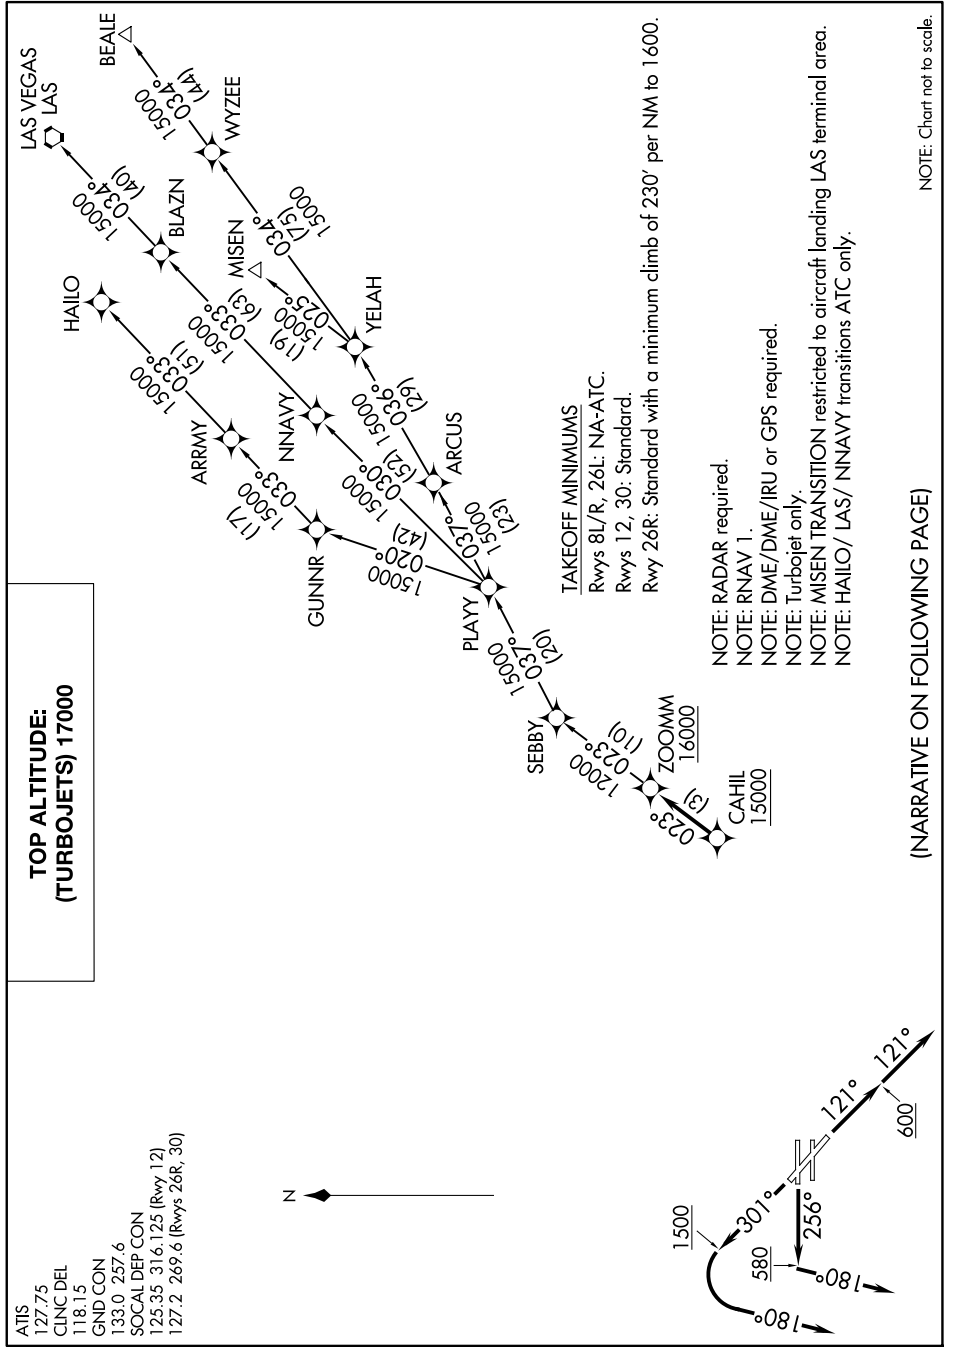 ATIS
127.75
CLNC DEL
118.15
GND CON
133.0 257.6
SOCAL DEP CON
125.35 316.125 (Rwy 12)
127.2 269.6 (Rwys 26R, 30)
TOP ALTITUDE:
(TURBOJETS) 17000
N
1500
301°
180°
580
256°
180°
121°
600
121°
CAHIL
15000
023°
(3)
ZOOMM
16000
12000
023°
(10)
SEBBY
15000
037°
(20)
PLAYY
15000
020°
(42)
GUNNR
15000
033°
(17)
ARRMY
15000
033°
(51)
HAILO
15000
030°
(52)
NNAVY
15000
033°
(63)
BLAZN
15000
034°
(40)
LAS VEGAS
LAS
037°
15000
(23)
ARCUS
15000
036°
(29)
YELAH
(19)
15000
025°
MISEN
034°
(75)
15000
WYZEE
15000
034°
(44)
BEALE
TAKEOFF MINIMUMS
Rwys 8L/R, 26L: NA-ATC.
Rwys 12, 30: Standard.
Rwy 26R: Standard with a minimum climb of 230' per NM to 1600.
NOTE: RADAR required.
NOTE: RNAV 1.
NOTE: DME/DME/IRU or GPS required.
NOTE: Turbojet only.
NOTE: MISEN TRANSITION restricted to aircraft landing LAS terminal area.
NOTE: HAILO/ LAS/ NNAVY transitions ATC only.
(NARRATIVE ON FOLLOWING PAGE)
NOTE: Chart not to scale.